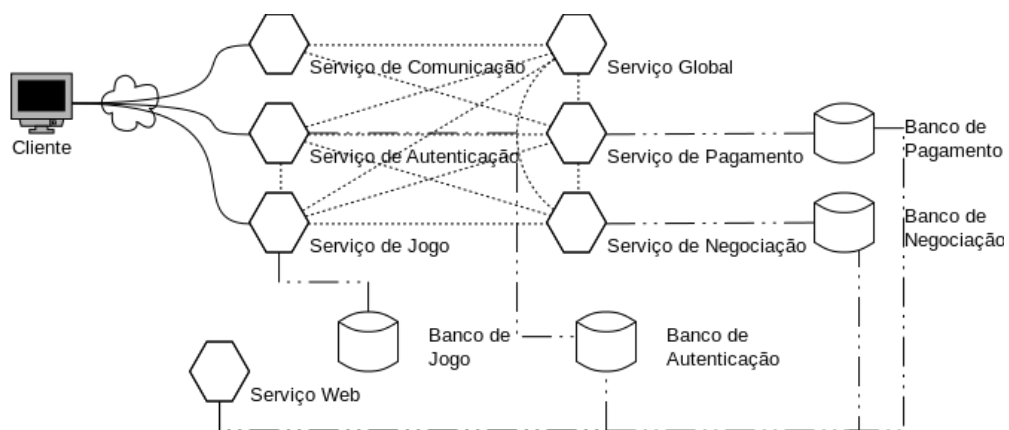 Serviço de Comunicação
Serviço Global
Cliente
Serviço de Autenticação
Serviço de Pagamento
Banco de
Pagamento
Serviço de Jogo
Serviço de Negociação
Banco de
Negociação
Banco de
Jogo
Banco de
Autenticação
Serviço Web